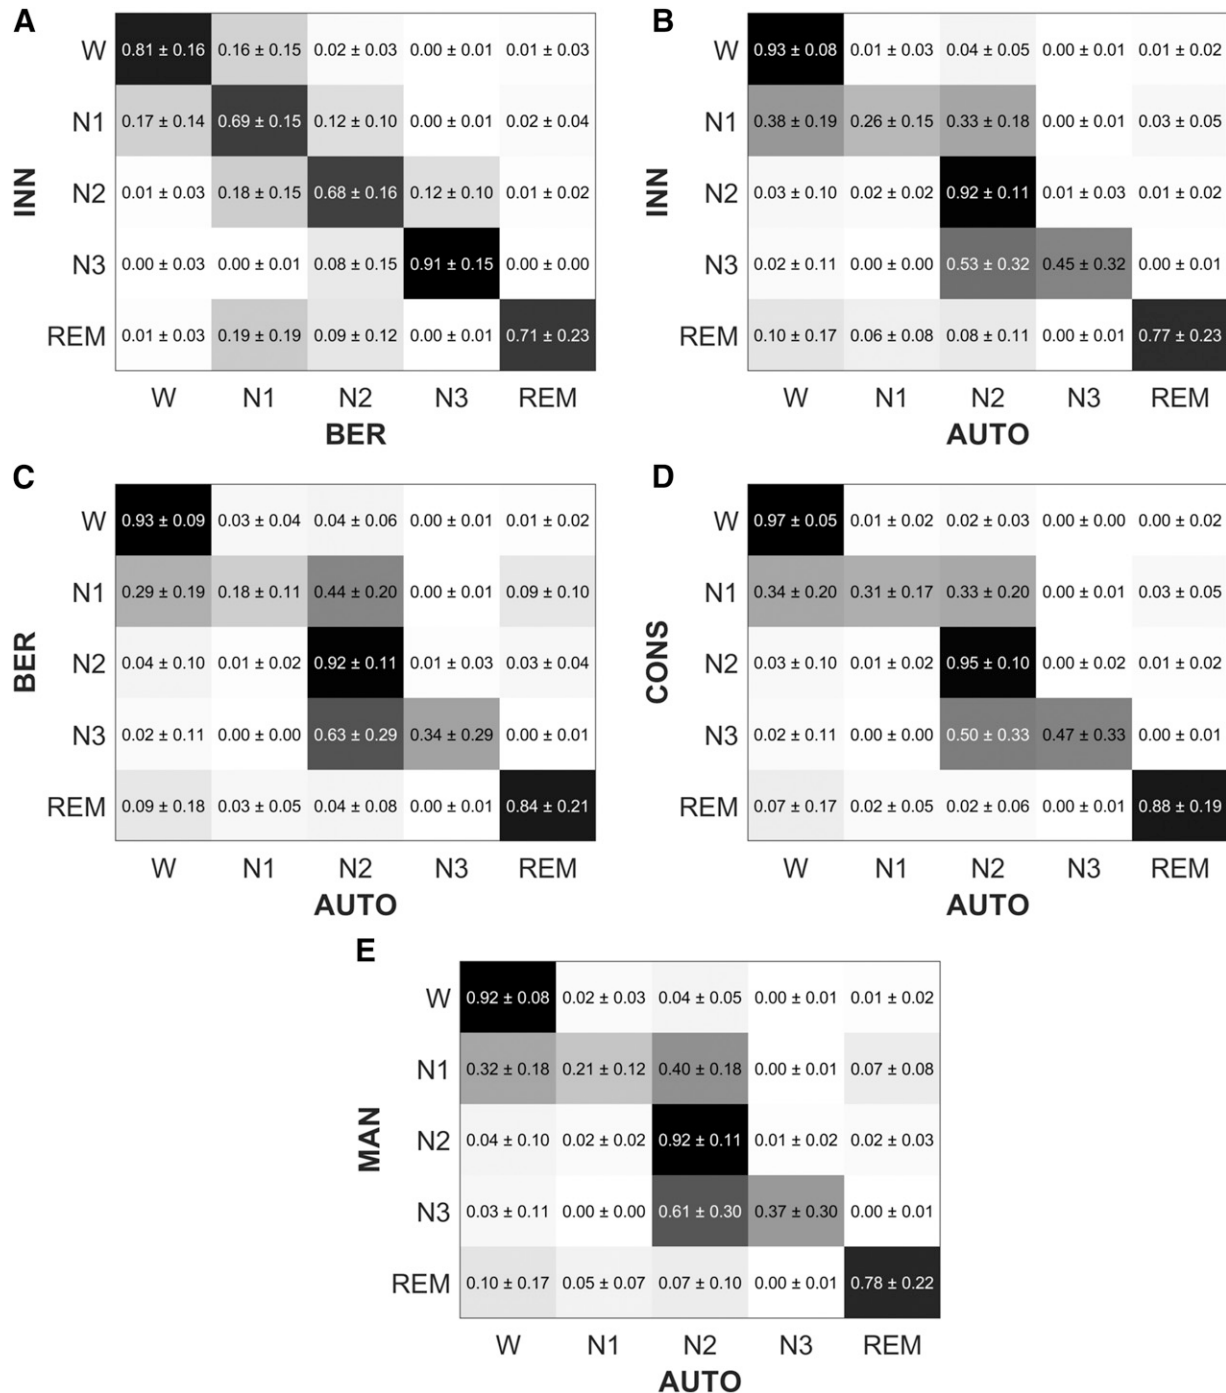 A
W 0.81 ± 0.16 0.16 ± 0.15 0.02 ± 0.03 0.00 ± 0.01 0.01 ± 0.03
N1 0.17 ± 0.14 0.69 ± 0.15 0.12 ± 0.10 0.00 ± 0.01 0.02 ± 0.04
INN
N2 0.01 ± 0.03 0.18 ± 0.15 0.68 ± 0.16 0.12 ± 0.10 0.01 ± 0.02
N3 0.00 ± 0.03 0.00 ± 0.01 0.08 ± 0.15 0.91 ± 0.15 0.00 ± 0.00
REM 0.01 ± 0.03 0.19 ± 0.19 0.09 ± 0.12 0.00 ± 0.01 0.71 ± 0.23
W N1 N2 N3 REM
BER
B
W 0.93 ± 0.08 0.01 ± 0.03 0.04 ± 0.05 0.00 ± 0.01 0.01 ± 0.02
N1 0.38 ± 0.19 0.26 ± 0.15 0.33 ± 0.18 0.00 ± 0.01 0.03 ± 0.05
INN
N2 0.03 ± 0.10 0.02 ± 0.02 0.92 ± 0.11 0.01 ± 0.03 0.01 ± 0.02
N3 0.02 ± 0.11 0.00 ± 0.00 0.53 ± 0.32 0.45 ± 0.32 0.00 ± 0.01
REM 0.10 ± 0.17 0.06 ± 0.08 0.08 ± 0.11 0.00 ± 0.01 0.77 ± 0.23
W N1 N2 N3 REM
AUTO
C
W 0.93 ± 0.09 0.03 ± 0.04 0.04 ± 0.06 0.00 ± 0.01 0.01 ± 0.02
N1 0.29 ± 0.19 0.18 ± 0.11 0.44 ± 0.20 0.00 ± 0.01 0.09 ± 0.10
BER
N2 0.04 ± 0.10 0.01 ± 0.02 0.92 ± 0.11 0.01 ± 0.03 0.03 ± 0.04
N3 0.02 ± 0.11 0.00 ± 0.00 0.63 ± 0.29 0.34 ± 0.29 0.00 ± 0.01
REM 0.09 ± 0.18 0.03 ± 0.05 0.04 ± 0.08 0.00 ± 0.01 0.84 ± 0.21
W N1 N2 N3 REM
AUTO
D
W 0.97 ± 0.05 0.01 ± 0.02 0.02 ± 0.03 0.00 ± 0.00 0.00 ± 0.02
N1 0.34 ± 0.20 0.31 ± 0.17 0.33 ± 0.20 0.00 ± 0.01 0.03 ± 0.05
CONS
N2 0.03 ± 0.10 0.01 ± 0.02 0.95 ± 0.10 0.00 ± 0.02 0.01 ± 0.02
N3 0.02 ± 0.11 0.00 ± 0.00 0.50 ± 0.33 0.47 ± 0.33 0.00 ± 0.01
REM 0.07 ± 0.17 0.02 ± 0.05 0.02 ± 0.06 0.00 ± 0.01 0.88 ± 0.19
W N1 N2 N3 REM
AUTO
E
W 0.92 ± 0.08 0.02 ± 0.03 0.04 ± 0.05 0.00 ± 0.01 0.01 ± 0.02
N1 0.32 ± 0.18 0.21 ± 0.12 0.40 ± 0.18 0.00 ± 0.01 0.07 ± 0.08
MAN
N2 0.04 ± 0.10 0.02 ± 0.02 0.92 ± 0.11 0.01 ± 0.02 0.02 ± 0.03
N3 0.03 ± 0.11 0.00 ± 0.00 0.61 ± 0.30 0.37 ± 0.30 0.00 ± 0.01
REM 0.10 ± 0.17 0.05 ± 0.07 0.07 ± 0.10 0.00 ± 0.01 0.78 ± 0.22
W N1 N2 N3 REM
AUTO